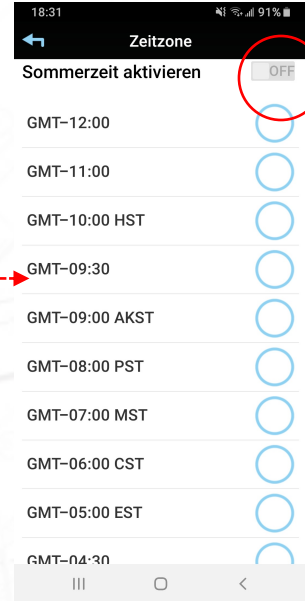 18:31 91%
Zeitzone
Sommerzeit aktivieren OFF
GMT−12:00
GMT−11:00
GMT−10:00 HST
GMT−09:30
GMT−09:00 AKST
GMT−08:00 PST
GMT−07:00 MST
GMT−06:00 CST
GMT−05:00 EST
GMT−04:30